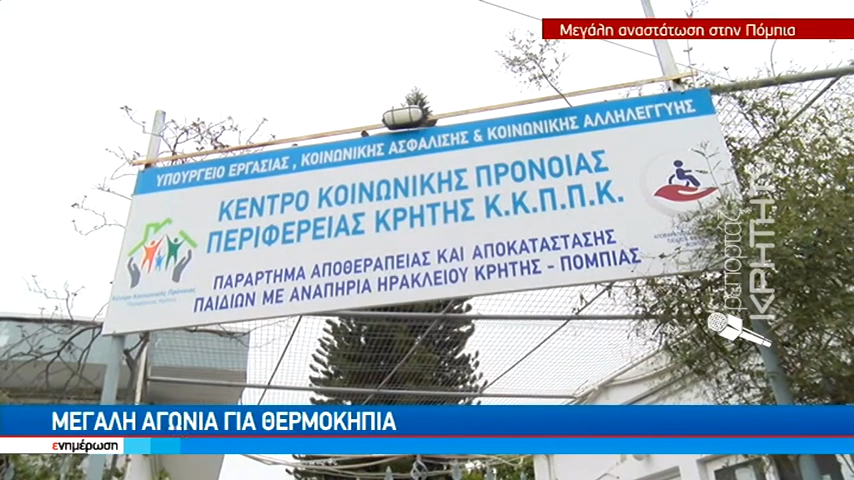 Μεγάλη αναστάτωση στην Πόμπια
ΥΠΟΥΡΓΕΙΟ ΕΡΓΑΣΙΑΣ , ΚΟΙΝΩΝΙΚΗΣ ΑΣΦΑΛΙΣΗΣ & ΚΟΙΝΩΝΙΚΗΣ ΑΛΛΗΛΕΓΓΥΗΣ
ΚΕΝΤΡΟ ΚΟΙΝΩΝΙΚΗΣ ΠΡΟΝΟΙΑΣ
ΠΕΡΙΦΕΡΕΙΑΣ ΚΡΗΤΗΣ Κ.Κ.Π.Π.Κ.
ΠΑΡΑΡΤΗΜΑ ΑΠΟΘΕΡΑΠΕΙΑΣ ΚΑΙ ΑΠΟΚΑΤΑΣΤΑΣΗΣ
ΠΑΙΔΙΩΝ ΜΕ ΑΝΑΠΗΡΙΑ ΗΡΑΚΛΕΙΟΥ ΚΡΗΤΗΣ - ΠΟΜΠΙΑΣ
Κέντρο Κοινωνικής Πρόνοιας
Περιφέρειας Κρήτης
ΚΡΗΤΗ
ΜΕΓΑΛΗ ΑΓΩΝΙΑ ΓΙΑ ΘΕΡΜΟΚΗΠΙΑ
ενημέρωση